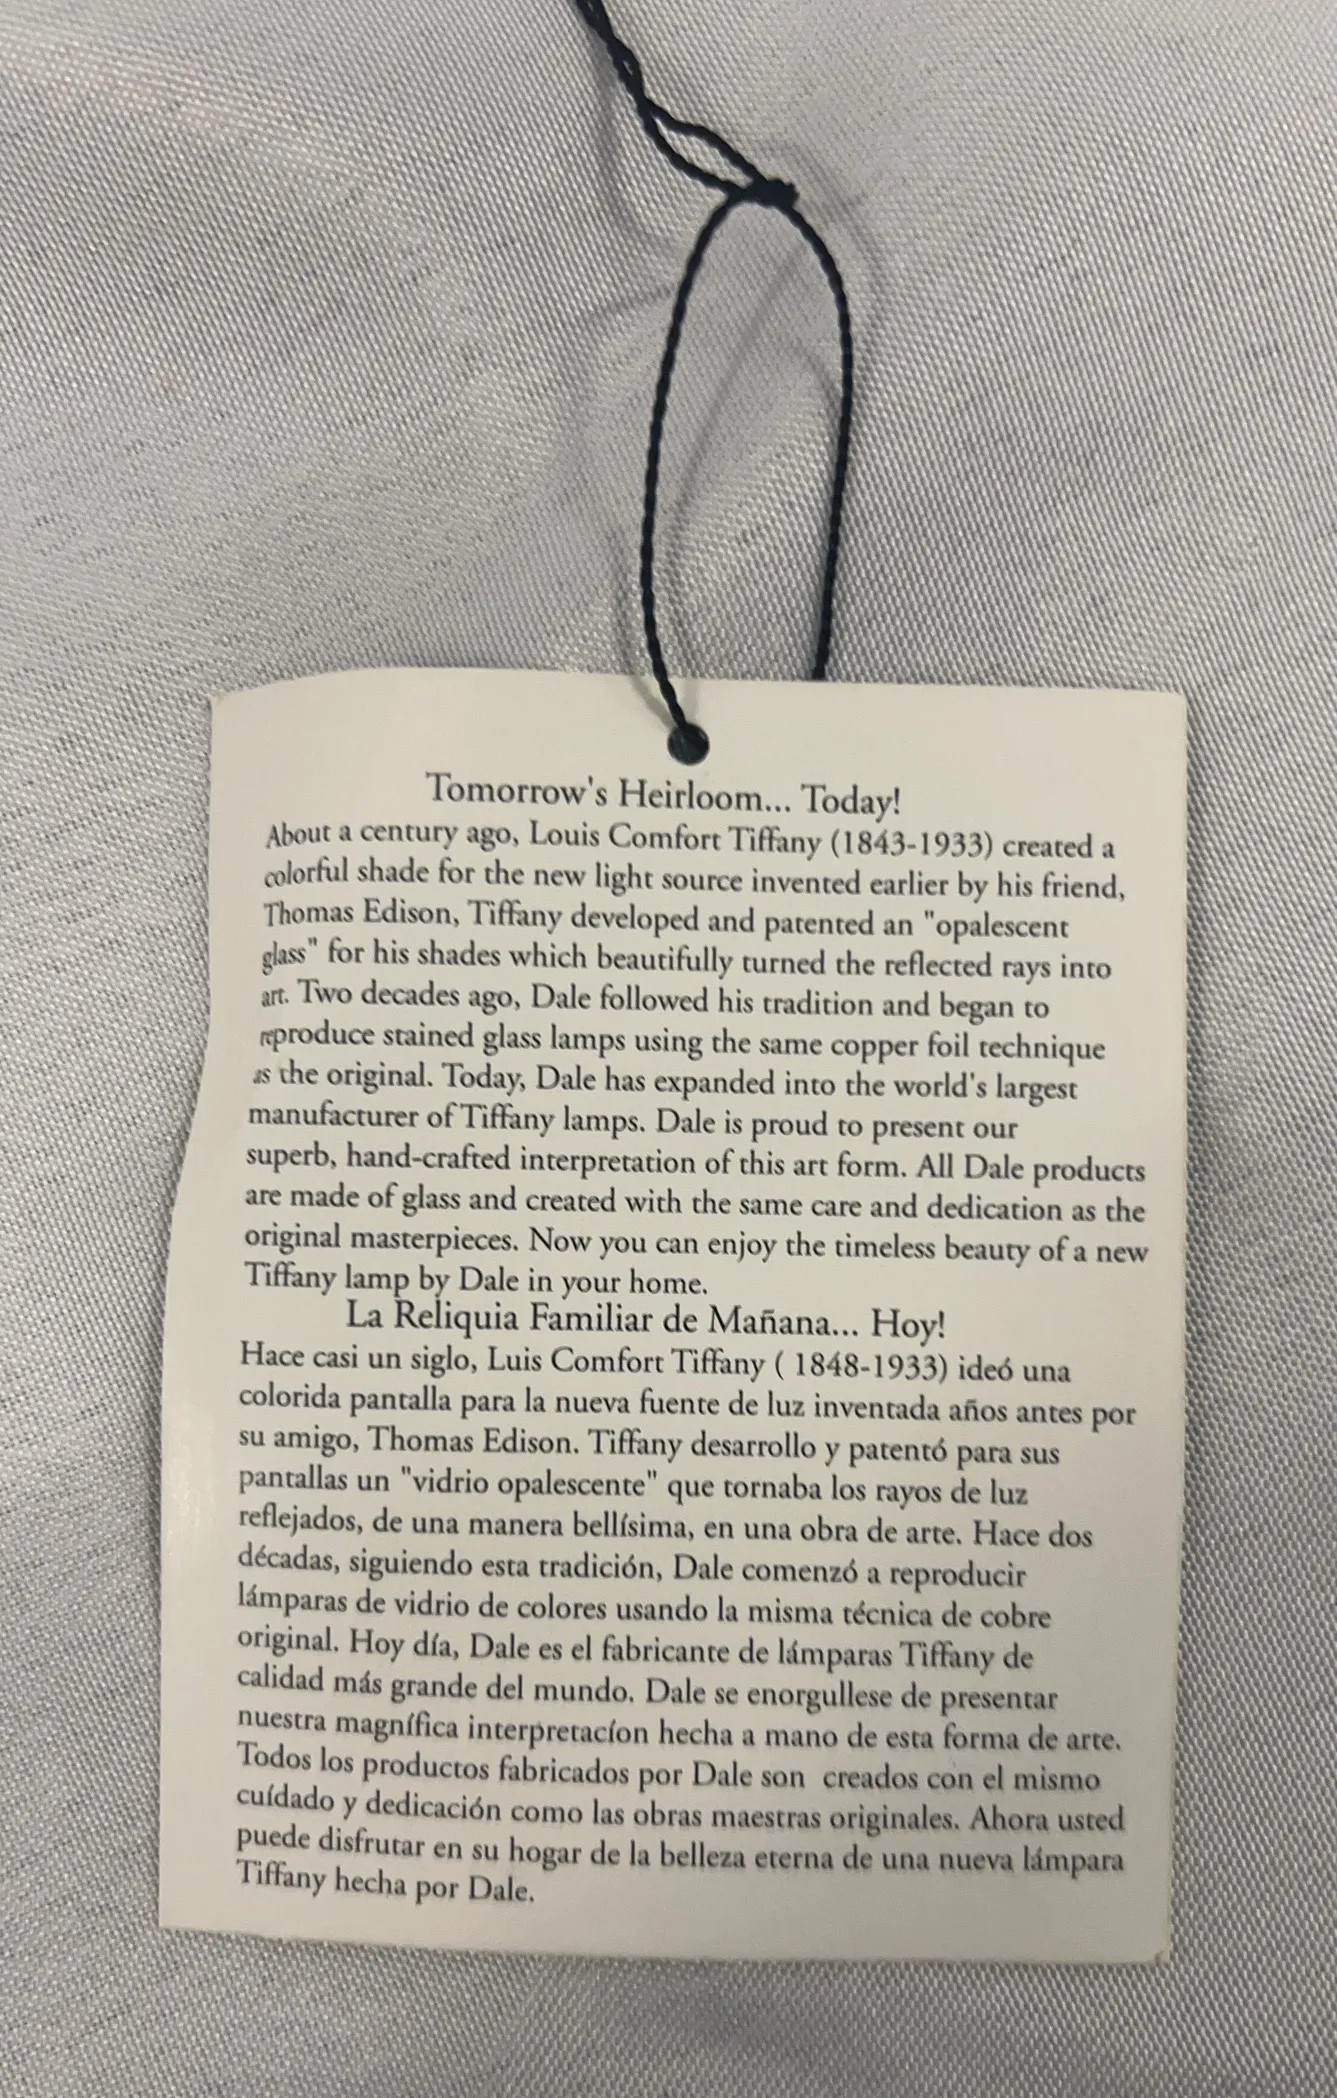 Tomorrow's Heirloom... Today!
About a century ago, Louis Comfort Tiffany (1843-1933) created a
colorful shade for the new light source invented earlier by his friend,
Thomas Edison, Tiffany developed and patented an "opalescent
glass" for his shades which beautifully turned the reflected rays into
art. Two decades ago, Dale followed his tradition and began to
reproduce stained glass lamps using the same copper foil technique
as the original. Today, Dale has expanded into the world's largest
manufacturer of Tiffany lamps. Dale is proud to present our
superb, hand-crafted interpretation of this art form. All Dale products
are made of glass and created with the same care and dedication as the
original masterpieces. Now you can enjoy the timeless beauty of a new
Tiffany lamp by Dale in your home.
La Reliquia Familiar de Mañana... Hoy!
Hace casi un siglo, Luis Comfort Tiffany ( 1848-1933) ideó una
colorida pantalla para la nueva fuente de luz inventada años antes por
su amigo, Thomas Edison. Tiffany desarrollo y patentó para sus
pantallas un "vidrio opalescente" que tornaba los rayos de luz
reflejados, de una manera bellísima, en una obra de arte. Hace dos
décadas, siguiendo esta tradición, Dale comenzó a reproducir
lámparas de vidrio de colores usando la misma técnica de cobre
original. Hoy día, Dale es el fabricante de lámparas Tiffany de
calidad más grande del mundo. Dale se enorgullese de presentar
nuestra magnífica interpretacíon hecha a mano de esta forma de arte.
Todos los productos fabricados por Dale son creados con el mismo
cuídado y dedicación como las obras maestras originales. Ahora usted
puede disfrutar en su hogar de la belleza eterna de una nueva lámpara
Tiffany hecha por Dale.